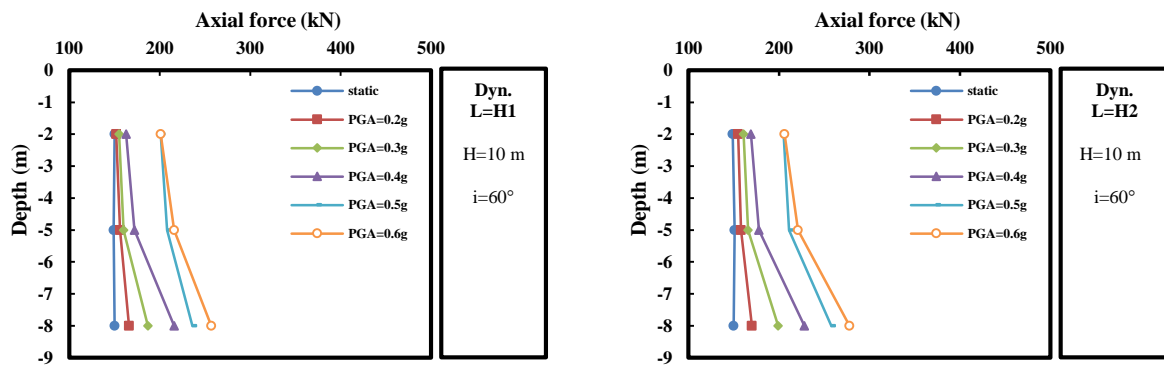 Axial force (kN)
100 200 300 400 500
0
-1
-2
-3
-4
-5
-6
-7
-8
-9
Depth (m)
static
PGA=0.2g
PGA=0.3g
PGA=0.4g
PGA=0.5g
PGA=0.6g
Dyn.
L=H1
H=10 m
i=60°
Axial force (kN)
100 200 300 400 500
0
-1
-2
-3
-4
-5
-6
-7
-8
-9
Depth (m)
static
PGA=0.2g
PGA=0.3g
PGA=0.4g
PGA=0.5g
PGA=0.6g
Dyn.
L=H2
H=10 m
i=60°